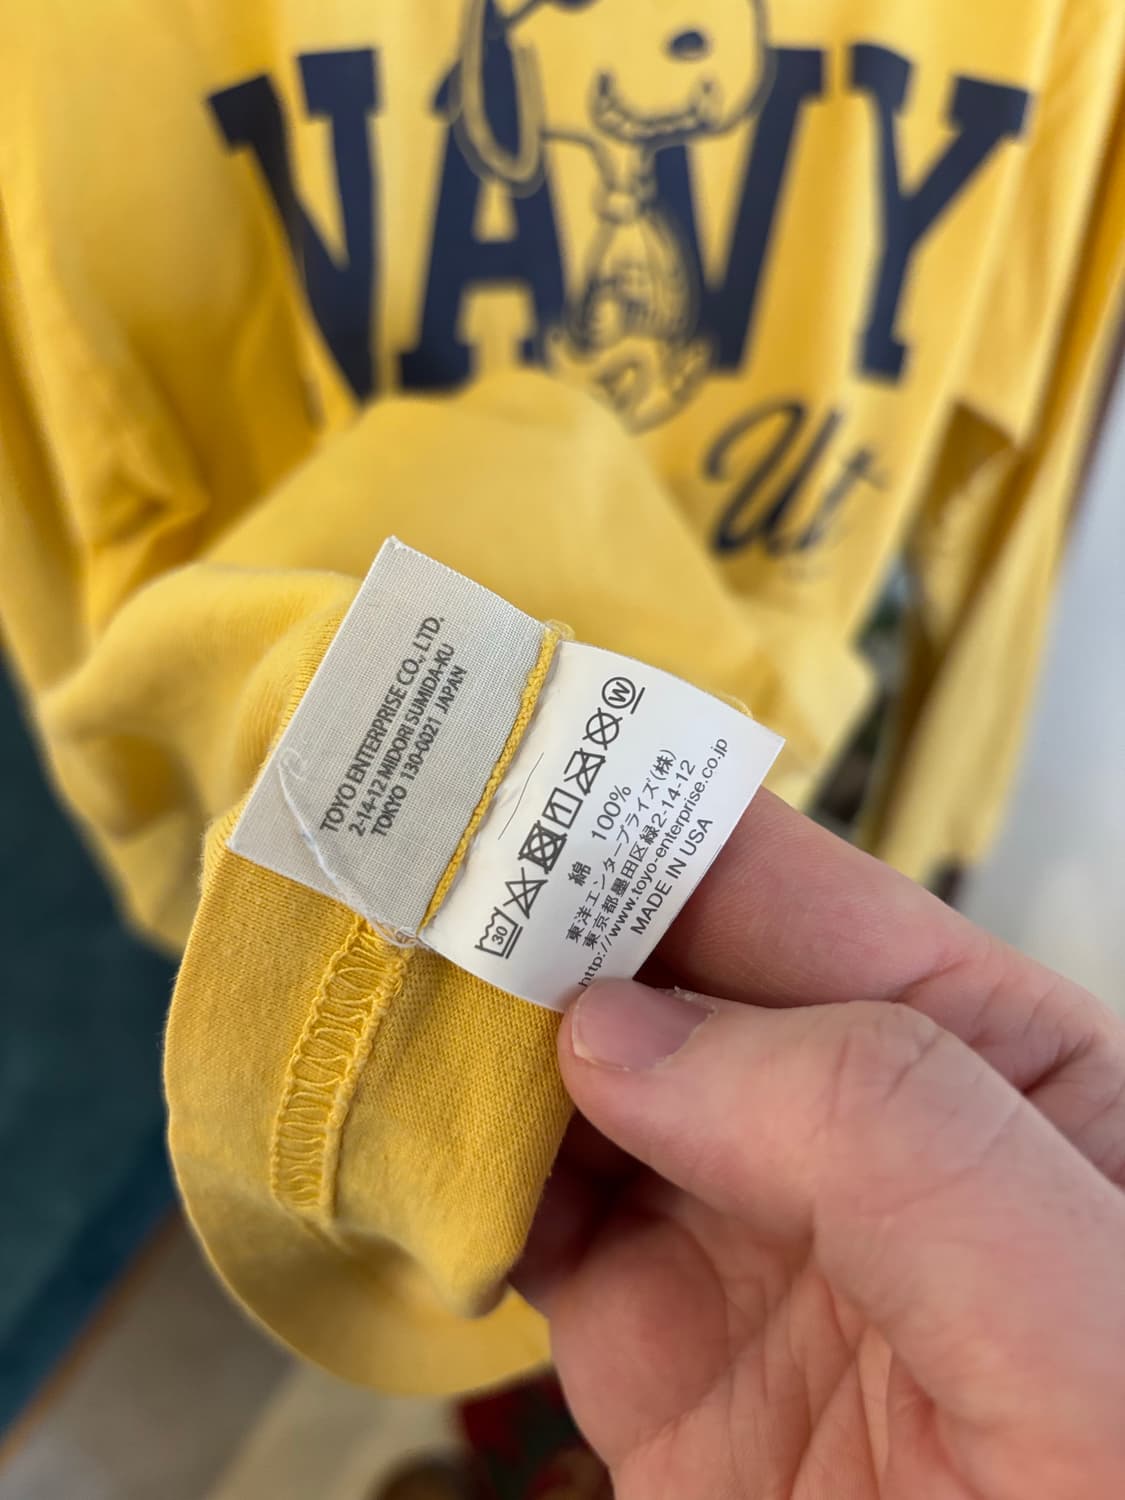 NAVY
Ut
TOYO ENTERPRISE CO., LTD.
2-14-12 MIDORI SUMIDA-KU
TOKYO 130-0021 JAPAN
30
W
綿 100%
東洋エンタープライズ(株)
東京都墨田区緑2-14-12
http://www.toyo-enterprise.co.jp
MADE IN USA